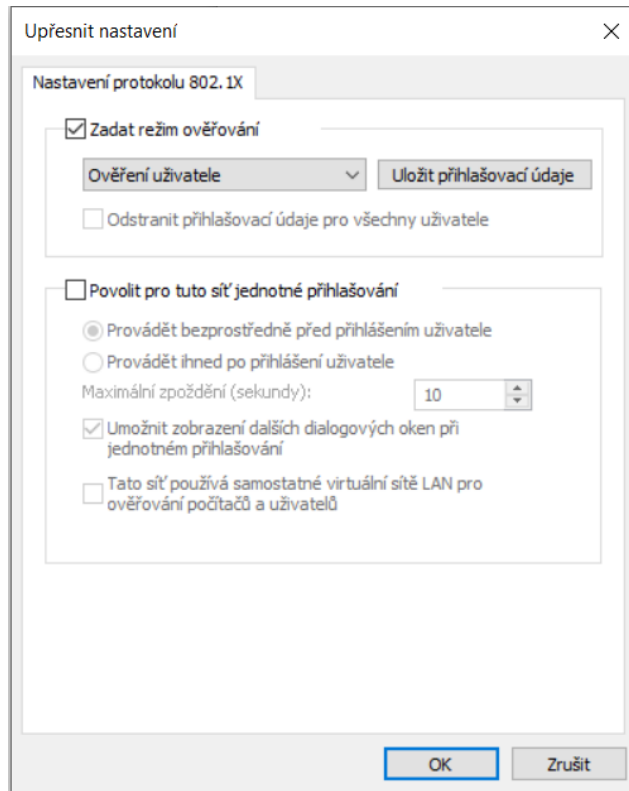 Upřesnit nastavení
Nastavení protokolu 802.1X
Zadat režim ověřování
Ověření uživatele
Uložit přihlašovací údaje
Odstranit přihlašovací údaje pro všechny uživatele
Povolit pro tuto síť jednotné přihlašování
Provádět bezprostředně před přihlášením uživatele
Provádět ihned po přihlášení uživatele
Maximální zpoždění (sekundy):
10
Umožnit zobrazení dalších dialogových oken při
jednotném přihlašování
Tato síť používá samostatné virtuální sítě LAN pro
ověřování počítačů a uživatelů
OK
Zrušit